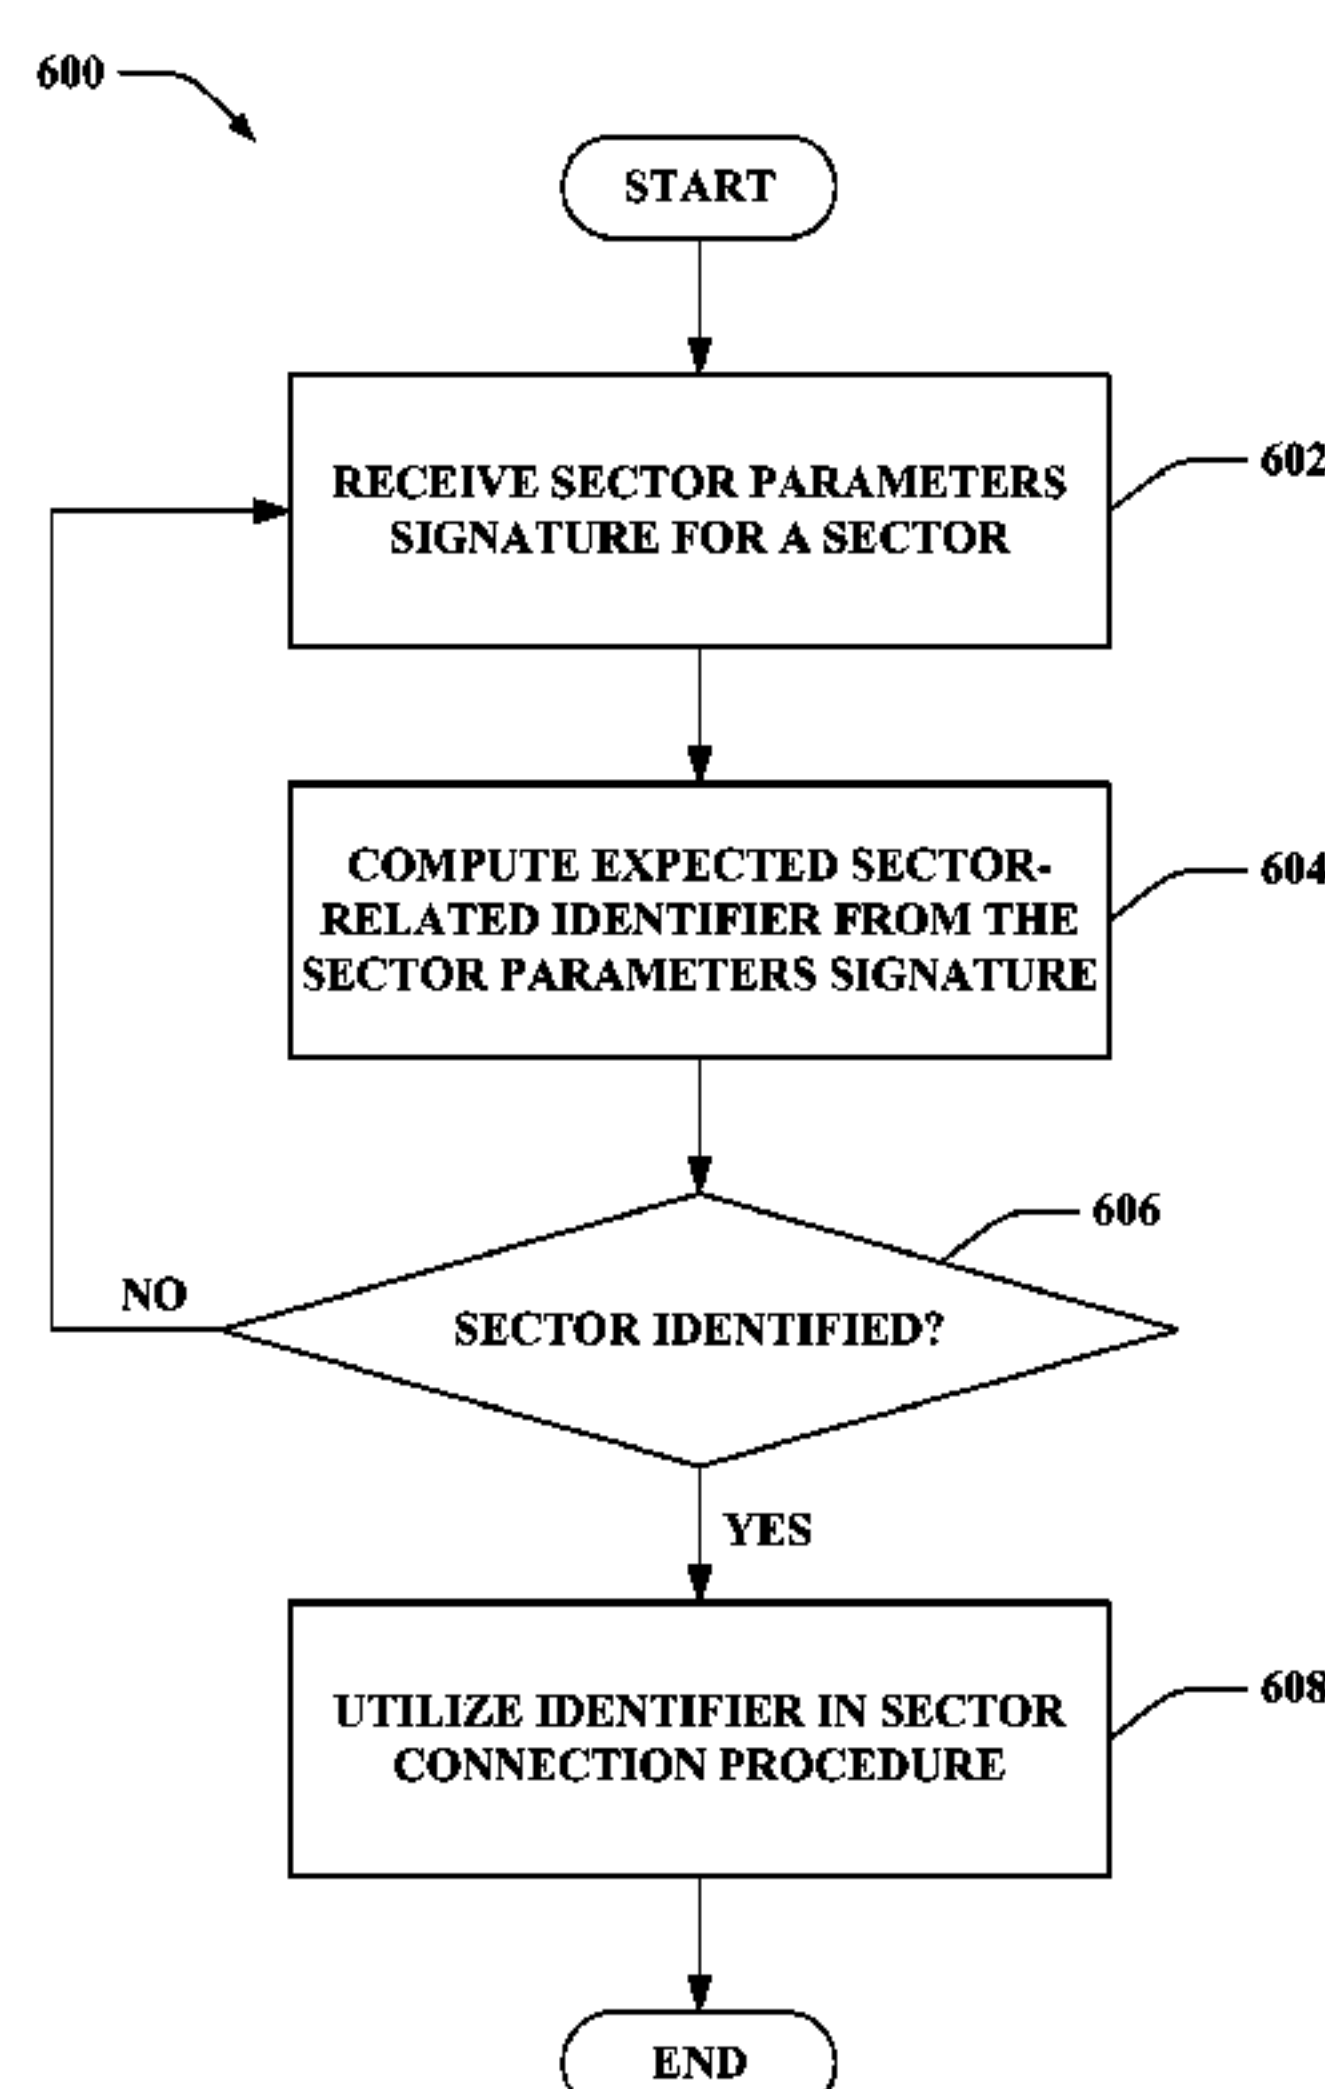 600
START
RECEIVE SECTOR PARAMETERS
SIGNATURE FOR A SECTOR
602
COMPUTE EXPECTED SECTOR-
RELATED IDENTIFIER FROM THE
SECTOR PARAMETERS SIGNATURE
604
606
SECTOR IDENTIFIED?
NO
YES
UTILIZE IDENTIFIER IN SECTOR
CONNECTION PROCEDURE
608
END